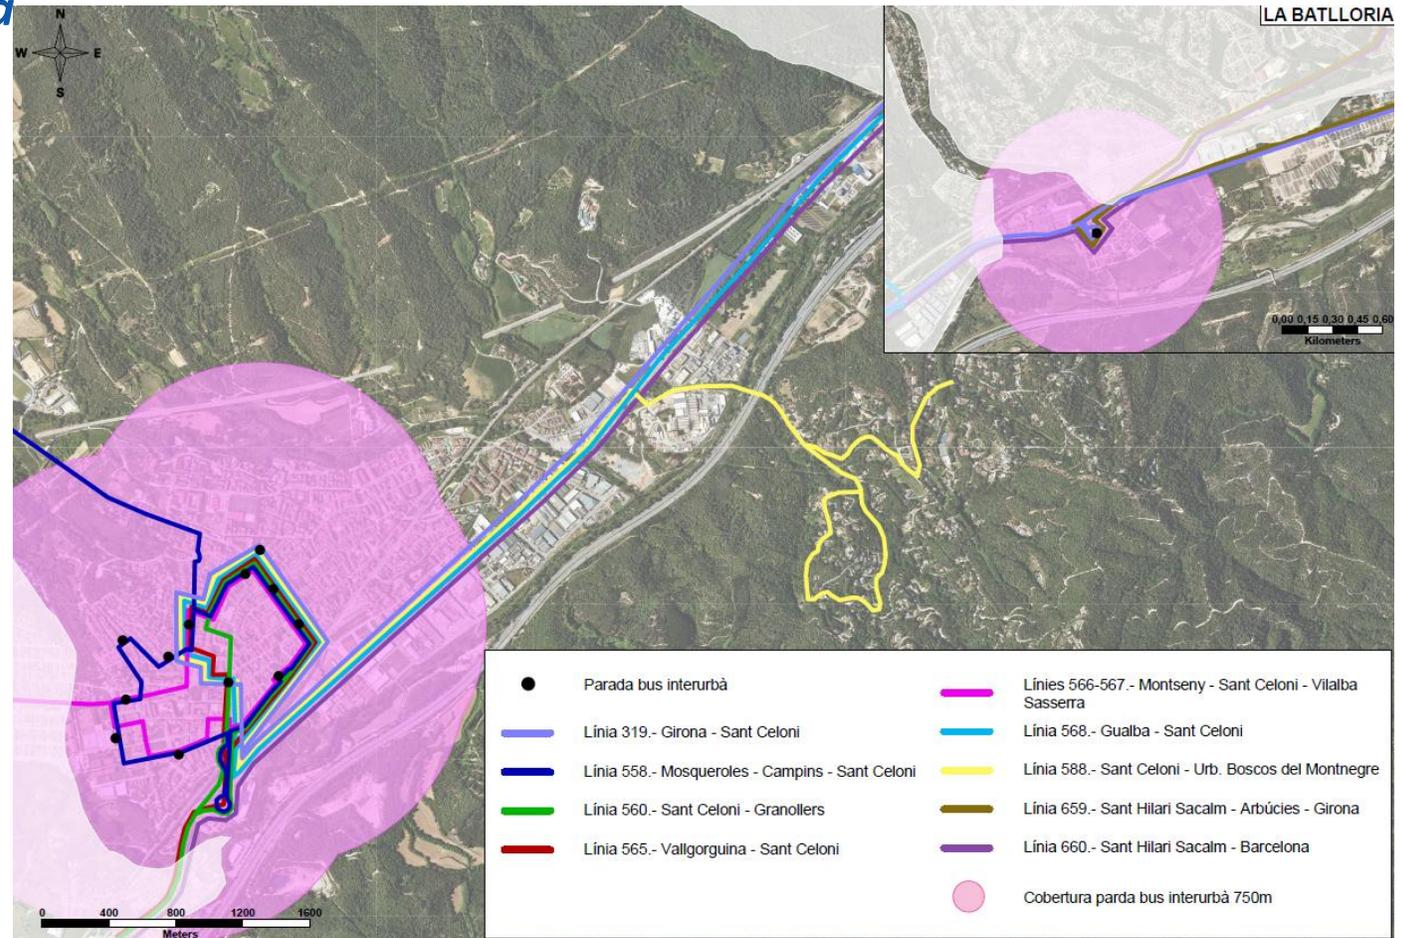 a
LA BATLLORIA
N
W E
S
0,00 0,15 0,30 0,45 0,60
Kilometers
Parada bus interurbà
Línia 319.- Girona - Sant Celoni
Línia 558.- Mosqueroles - Campins - Sant Celoni
Línia 560.- Sant Celoni - Granollers
Línia 565.- Vallgorguina - Sant Celoni
Línies 566-567.- Montseny - Sant Celoni - Vilalba
Sasserra
Línia 568.- Gualba - Sant Celoni
Línia 588.- Sant Celoni - Urb. Boscos del Montnegre
Línia 659.- Sant Hilari Sacalm - Arbúcies - Girona
Línia 660.- Sant Hilari Sacalm - Barcelona
Cobertura parda bus interurbà 750m
0 400 800 1200 1600
Meters